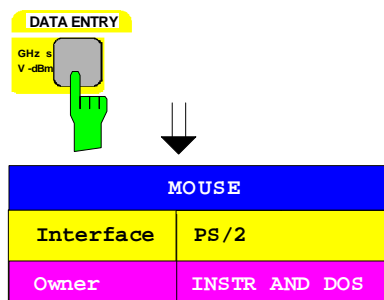 DATA ENTRY
GHz s
V -dBm
MOUSE
Interface PS/2
Owner INSTR AND DOS